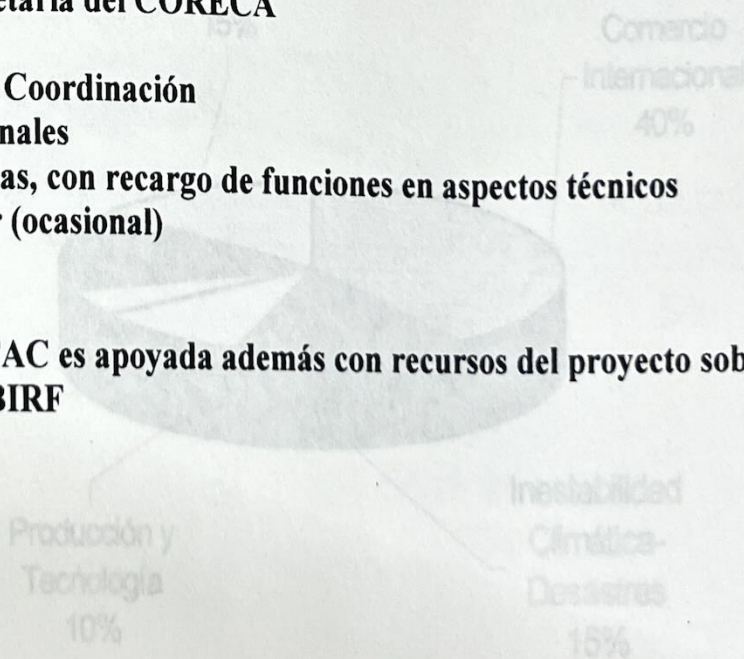 del CORECA
Coordinación
nales
as, con recargo de funciones en aspectos técnicos
(ocasional)
AC es apoyada además con recursos del proyecto sob
BIRF
15%
Comercio
Internacional
40%
Producción y
Tecnología
10%
Inestabilidad
Climática-
Desastres
15%